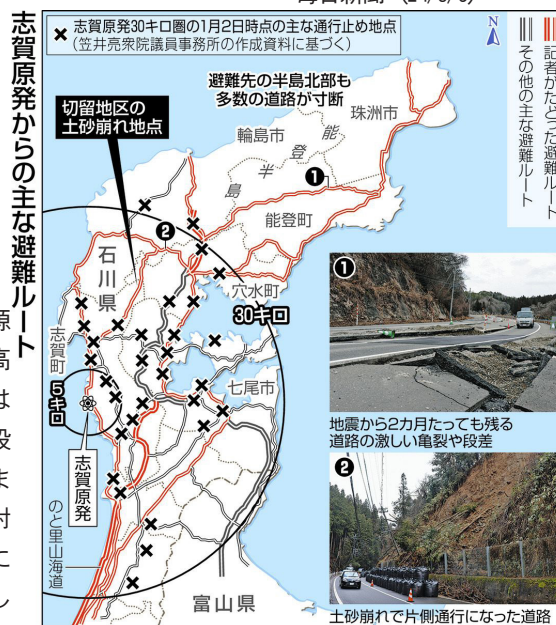 志賀原発からの主な避難ルート
✖ 志賀原発30キロ圏の1月2日時点の主な通行止め地点
(笠井亮衆院議員事務所の作成資料に基づく)
N
記者がたどった避難ルート
その他の主な避難ルート
避難先の半島北部も
多数の道路が寸断
切留地区の
土砂崩れ地点
輪島市
珠洲市
能登半島
❶
能登町
❷
石川県
穴水町
30キロ
志賀町
七尾市
5キロ
志賀原発
のと里山海道
富山県
❶
地震から2カ月たっても残る
道路の激しい亀裂や段差
❷
土砂崩れで片側通行になった道路
高
は
設
ま
対
に
し